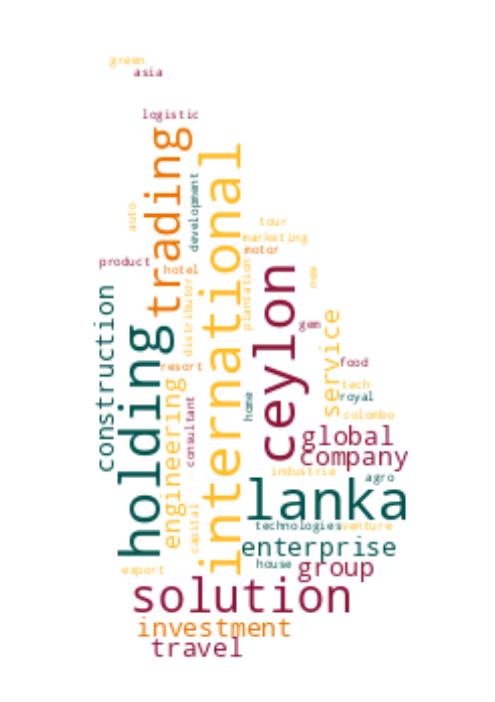 green
asia
logistic
trading
international
development
auto
tour
marketing
motor
product
hotel
plantation
new
ceylon
distributor
construction
holding
gem
service
resort
food
tech
royal
colombo
home
consultant
engineering
global
company
industrie
agro
lanka
capital
technologies
venture
enterprise
house
group
export
solution
investment
travel